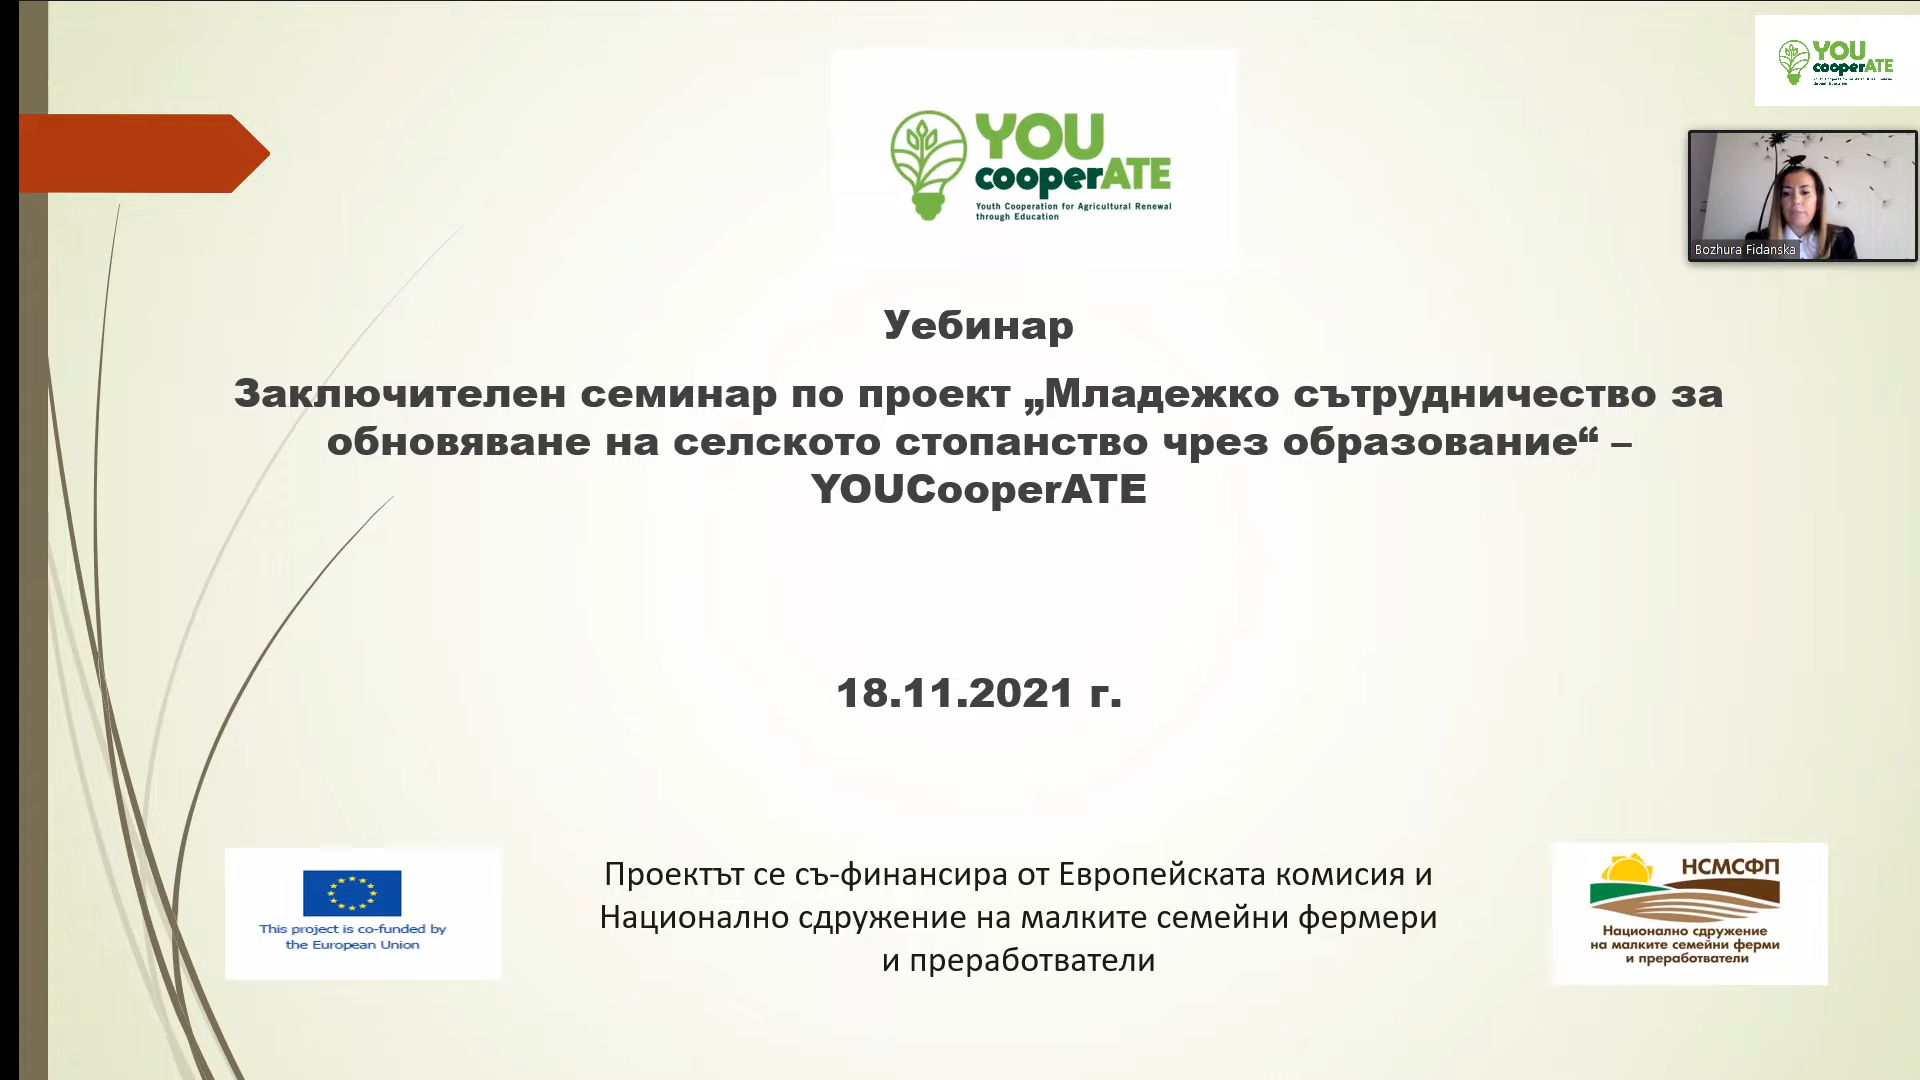 YOU
cooperATE
Youth Cooperation for Agricultural Renewal
through Education
YOU
cooperATE
Bozhura Fidanska
Уебинар
Заключителен семинар по проект „Младежко сътрудничество за
обновяване на селското стопанство чрез образование“ –
YOUCooperATE
18.11.2021 г.
This project is co-funded by
the European Union
Проектът се съ-финансира от Европейската комисия и
Национално сдружение на малките семейни фермери
и преработватели
НСМСФП
Национално сдружение
на малките семейни ферми
и преработватели